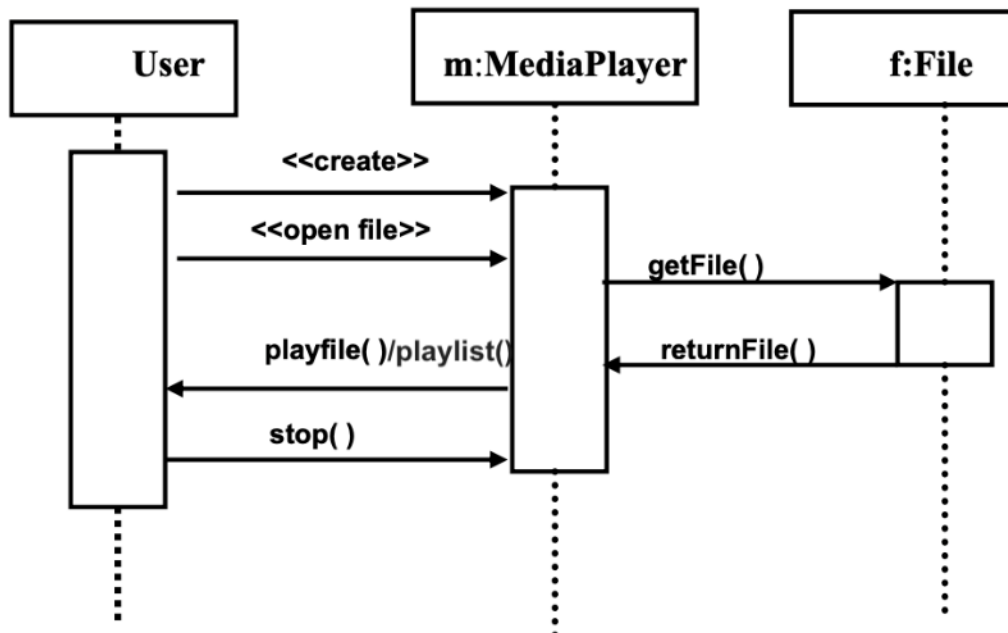 User
m:MediaPlayer
f:File
<<create>>
<<open file>>
getFile( )
playfile( )/playlist()
returnFile( )
stop( )